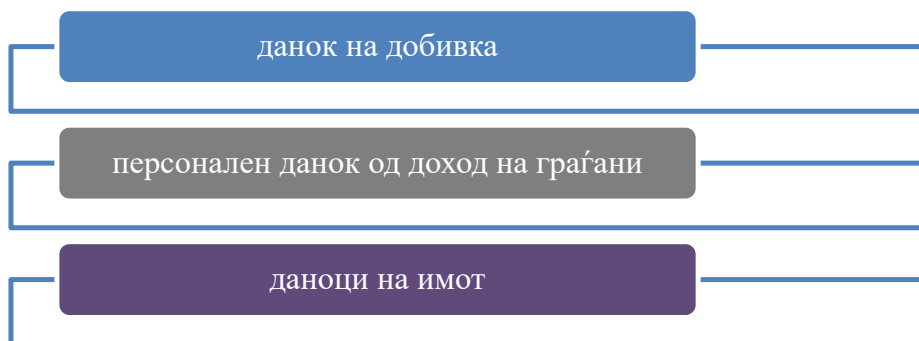 данок на добивка
персонален данок од доход на граѓани
даноци на имот